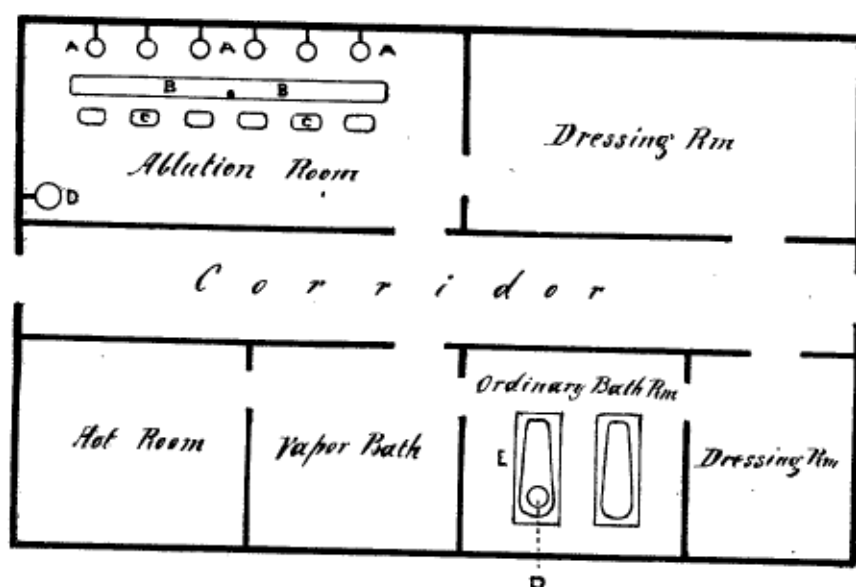 A A A
B B
C C
Dressing Rm
Ablution Room
D
Corridor
Ordinary Bath Rm
Hot Room
Vapor Bath
E
Dressing Rm